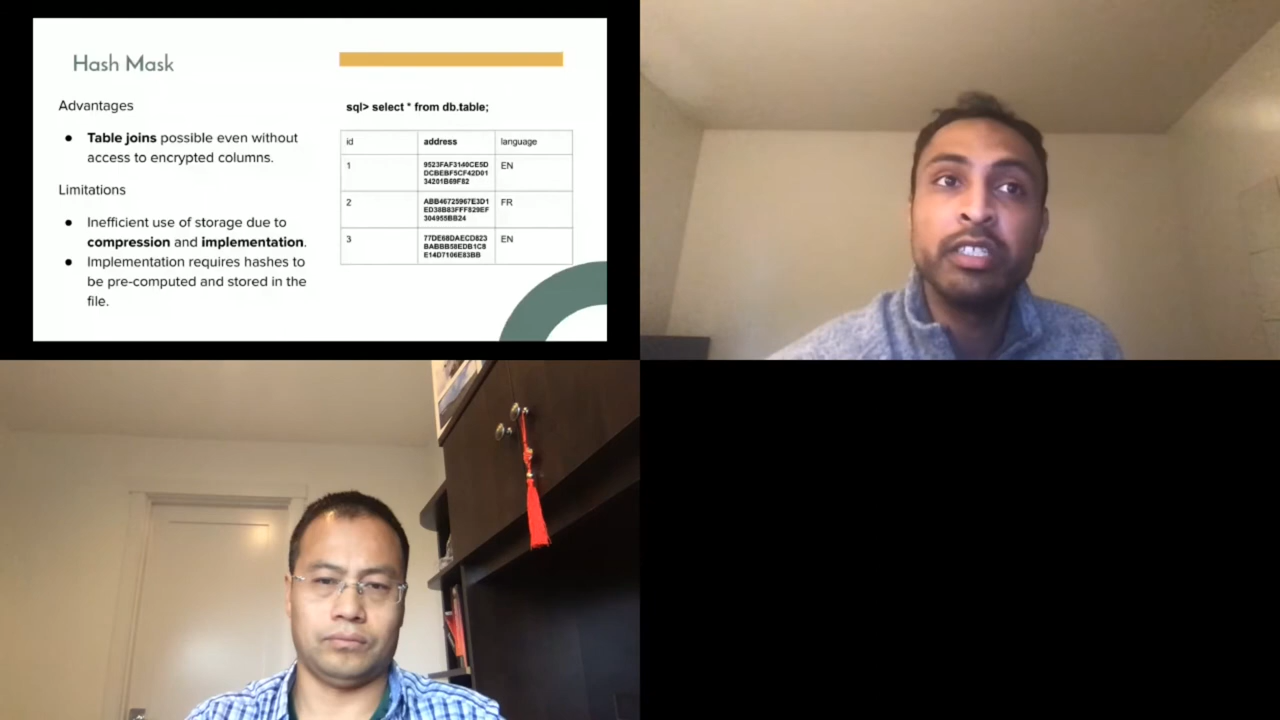 Hash Mask
Advantages
● Table joins possible even without
access to encrypted columns.
Limitations
● Inefficient use of storage due to
compression and implementation.
● Implementation requires hashes to
be pre-computed and stored in the
file.
sql> select * from db.table;
id address language
1 9523FAF3140CE5D EN
DCBEBF5CF42D01
34201B69F82
2 ABB46725967E3D1 FR
ED38B83FFF829EF
304955BB24
3 77DE68DAECD823 EN
BABBB58EDB1C8
E14D7106E83BB